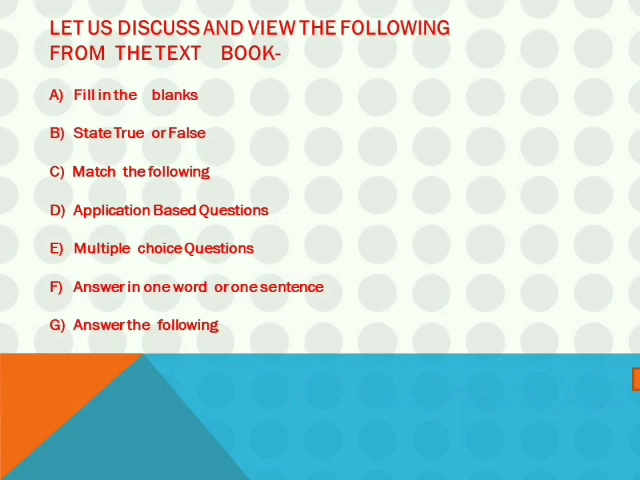 LET US DISCUSS AND VIEW THE FOLLOWING
FROM THE TEXT BOOK-
A) Fill in the blanks
B) State True or False
C) Match the following
D) Application Based Questions
E) Multiple choice Questions
F) Answer in one word or one sentence
G) Answer the following